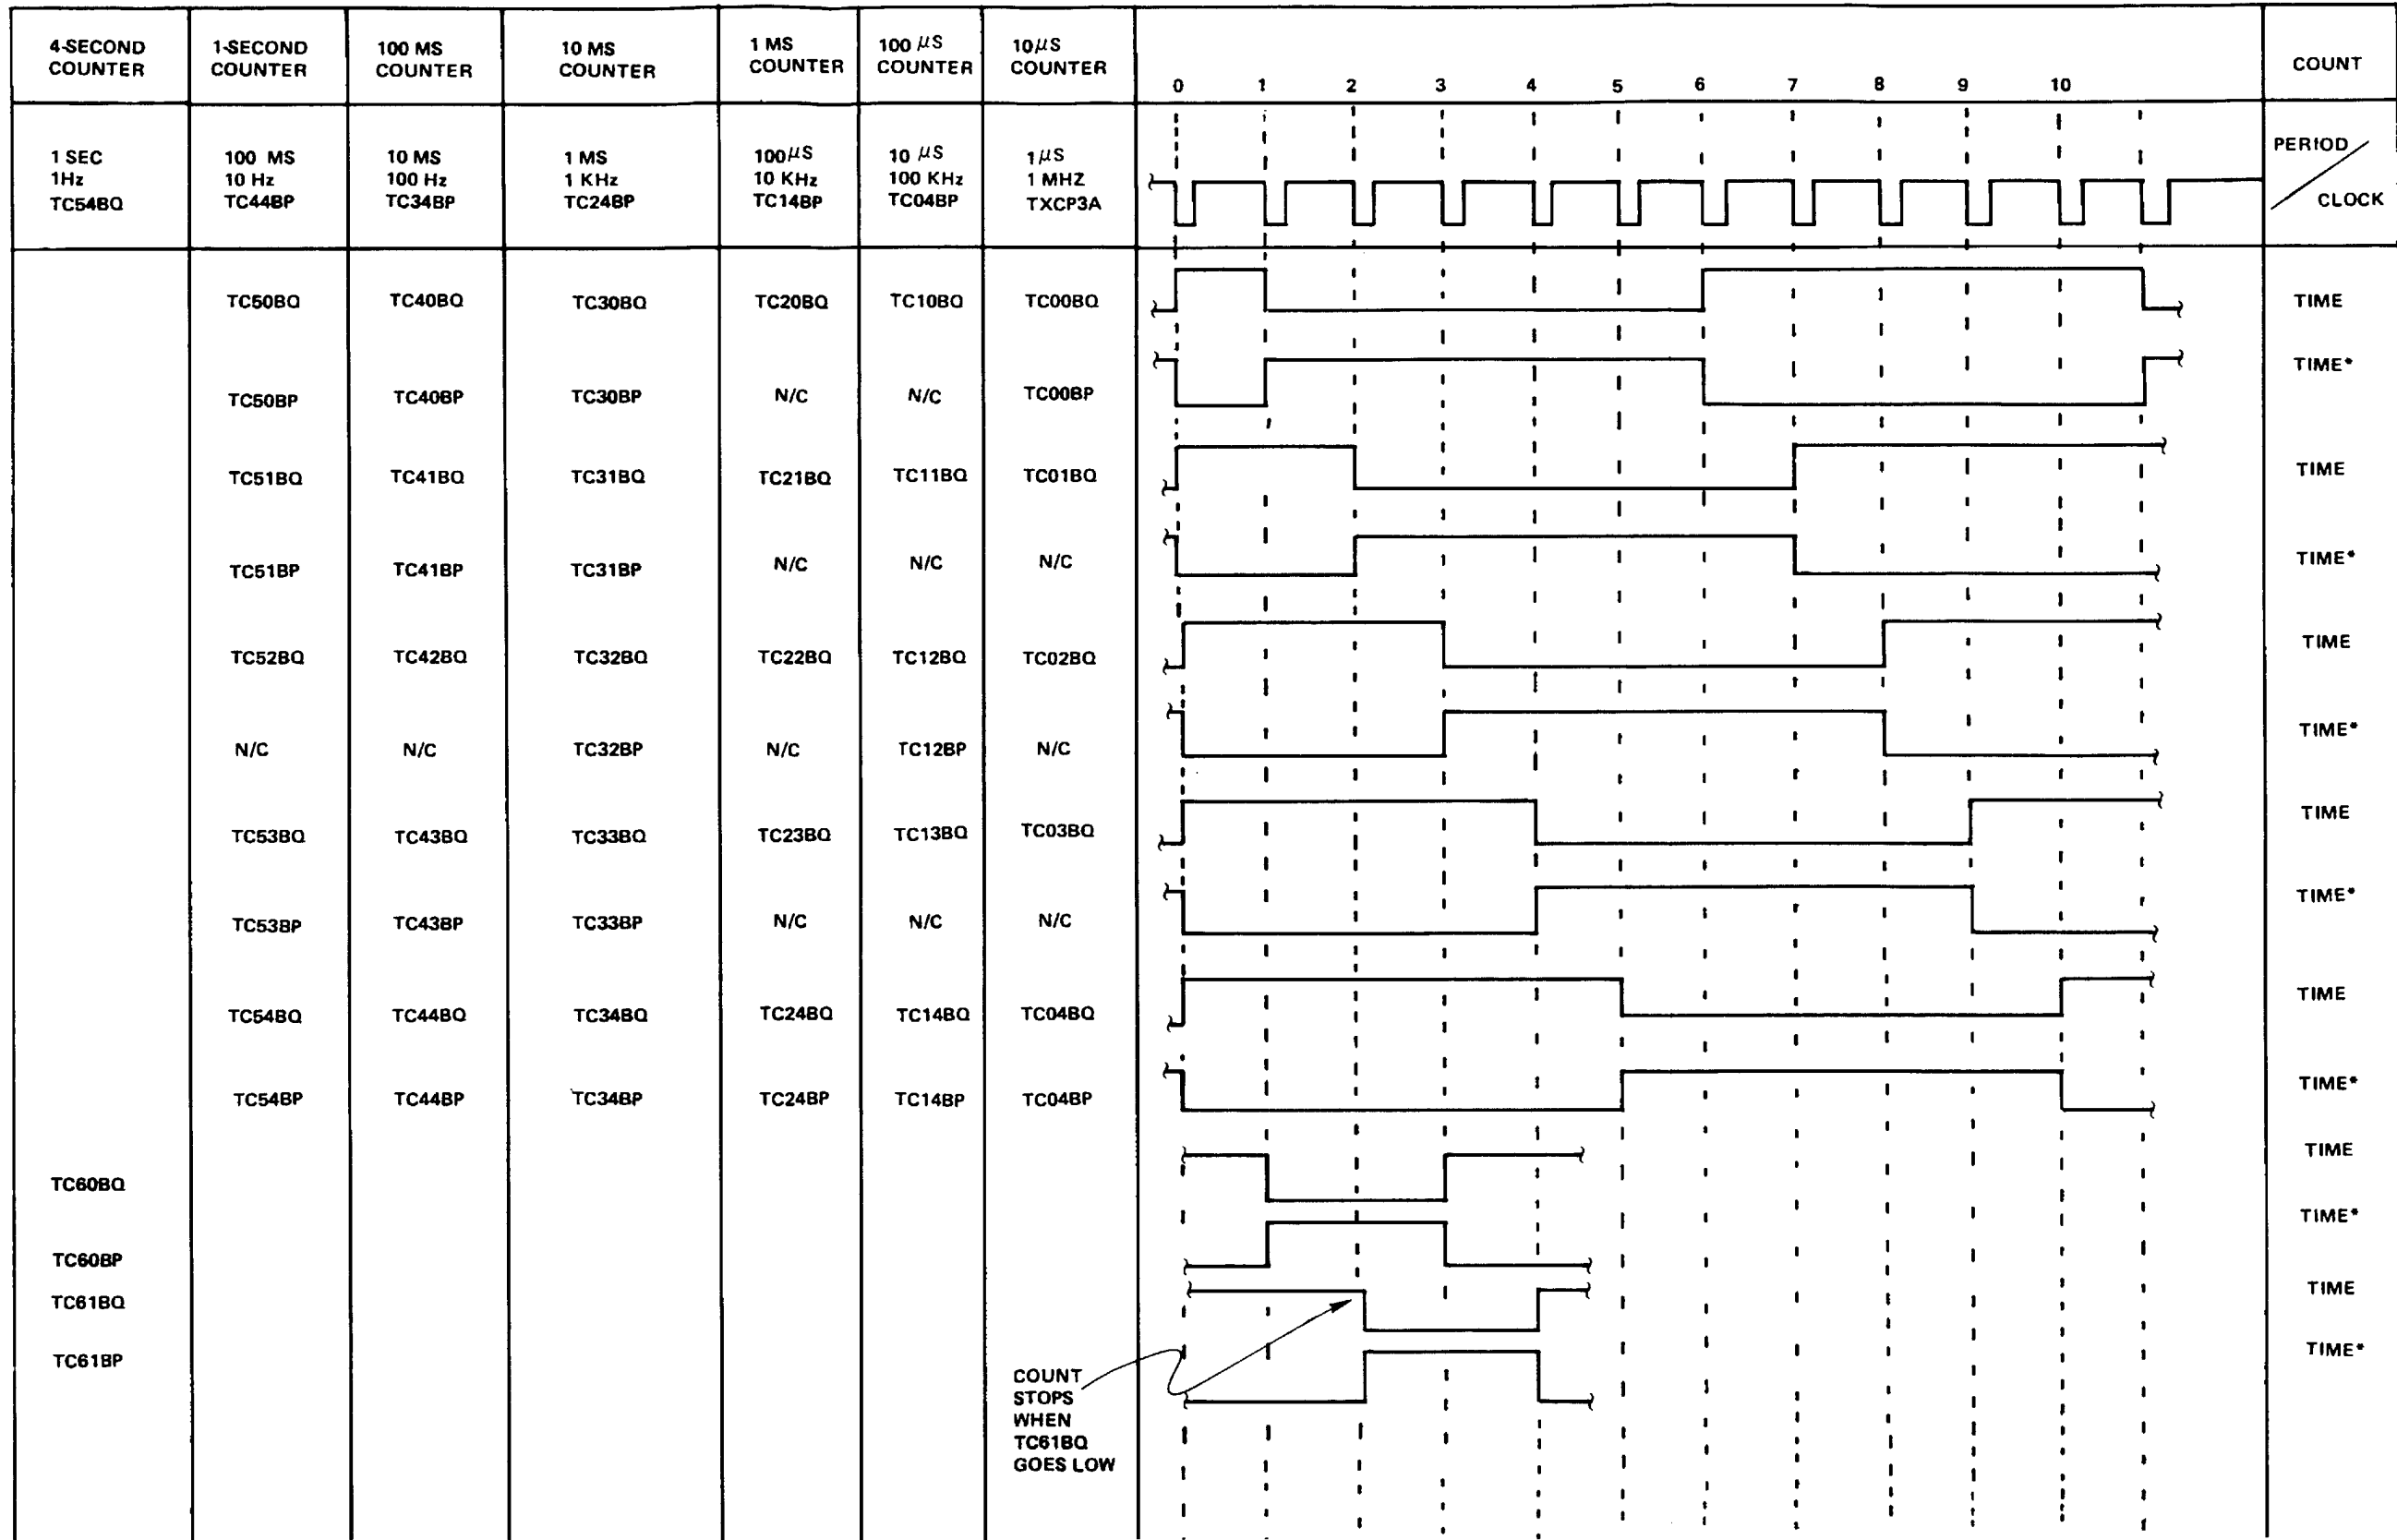 4-SECOND COUNTER 1-SECOND COUNTER 100 MS COUNTER 10 MS COUNTER 1 MS COUNTER 100 µS COUNTER 10µS COUNTER 0 1 2 3 4 5 6 7 8 9 10 COUNT
1 SEC 100 MS 10 MS 1 MS 100µS 10 µS 1µS PERIOD
1Hz 10 Hz 100 Hz 1 KHz 10 KHz 100 KHz 1 MHZ
TC54BQ TC44BP TC34BP TC24BP TC14BP TC04BP TXCP3A CLOCK
TC50BQ TC40BQ TC30BQ TC20BQ TC10BQ TC00BQ TIME
TC50BP TC40BP TC30BP N/C N/C TC00BP TIME*
TC51BQ TC41BQ TC31BQ TC21BQ TC11BQ TC01BQ TIME
TC51BP TC41BP TC31BP N/C N/C N/C TIME*
TC52BQ TC42BQ TC32BQ TC22BQ TC12BQ TC02BQ TIME
N/C N/C TC32BP N/C TC12BP N/C TIME*
TC53BQ TC43BQ TC33BQ TC23BQ TC13BQ TC03BQ TIME
TC53BP TC43BP TC33BP N/C N/C N/C TIME*
TC54BQ TC44BQ TC34BQ TC24BQ TC14BQ TC04BQ TIME
TC54BP TC44BP TC34BP TC24BP TC14BP TC04BP TIME*
TC60BQ TIME
TC60BP TIME*
TC61BQ TIME
TC61BP TIME*
COUNT
STOPS
WHEN
TC61BQ
GOES LOW